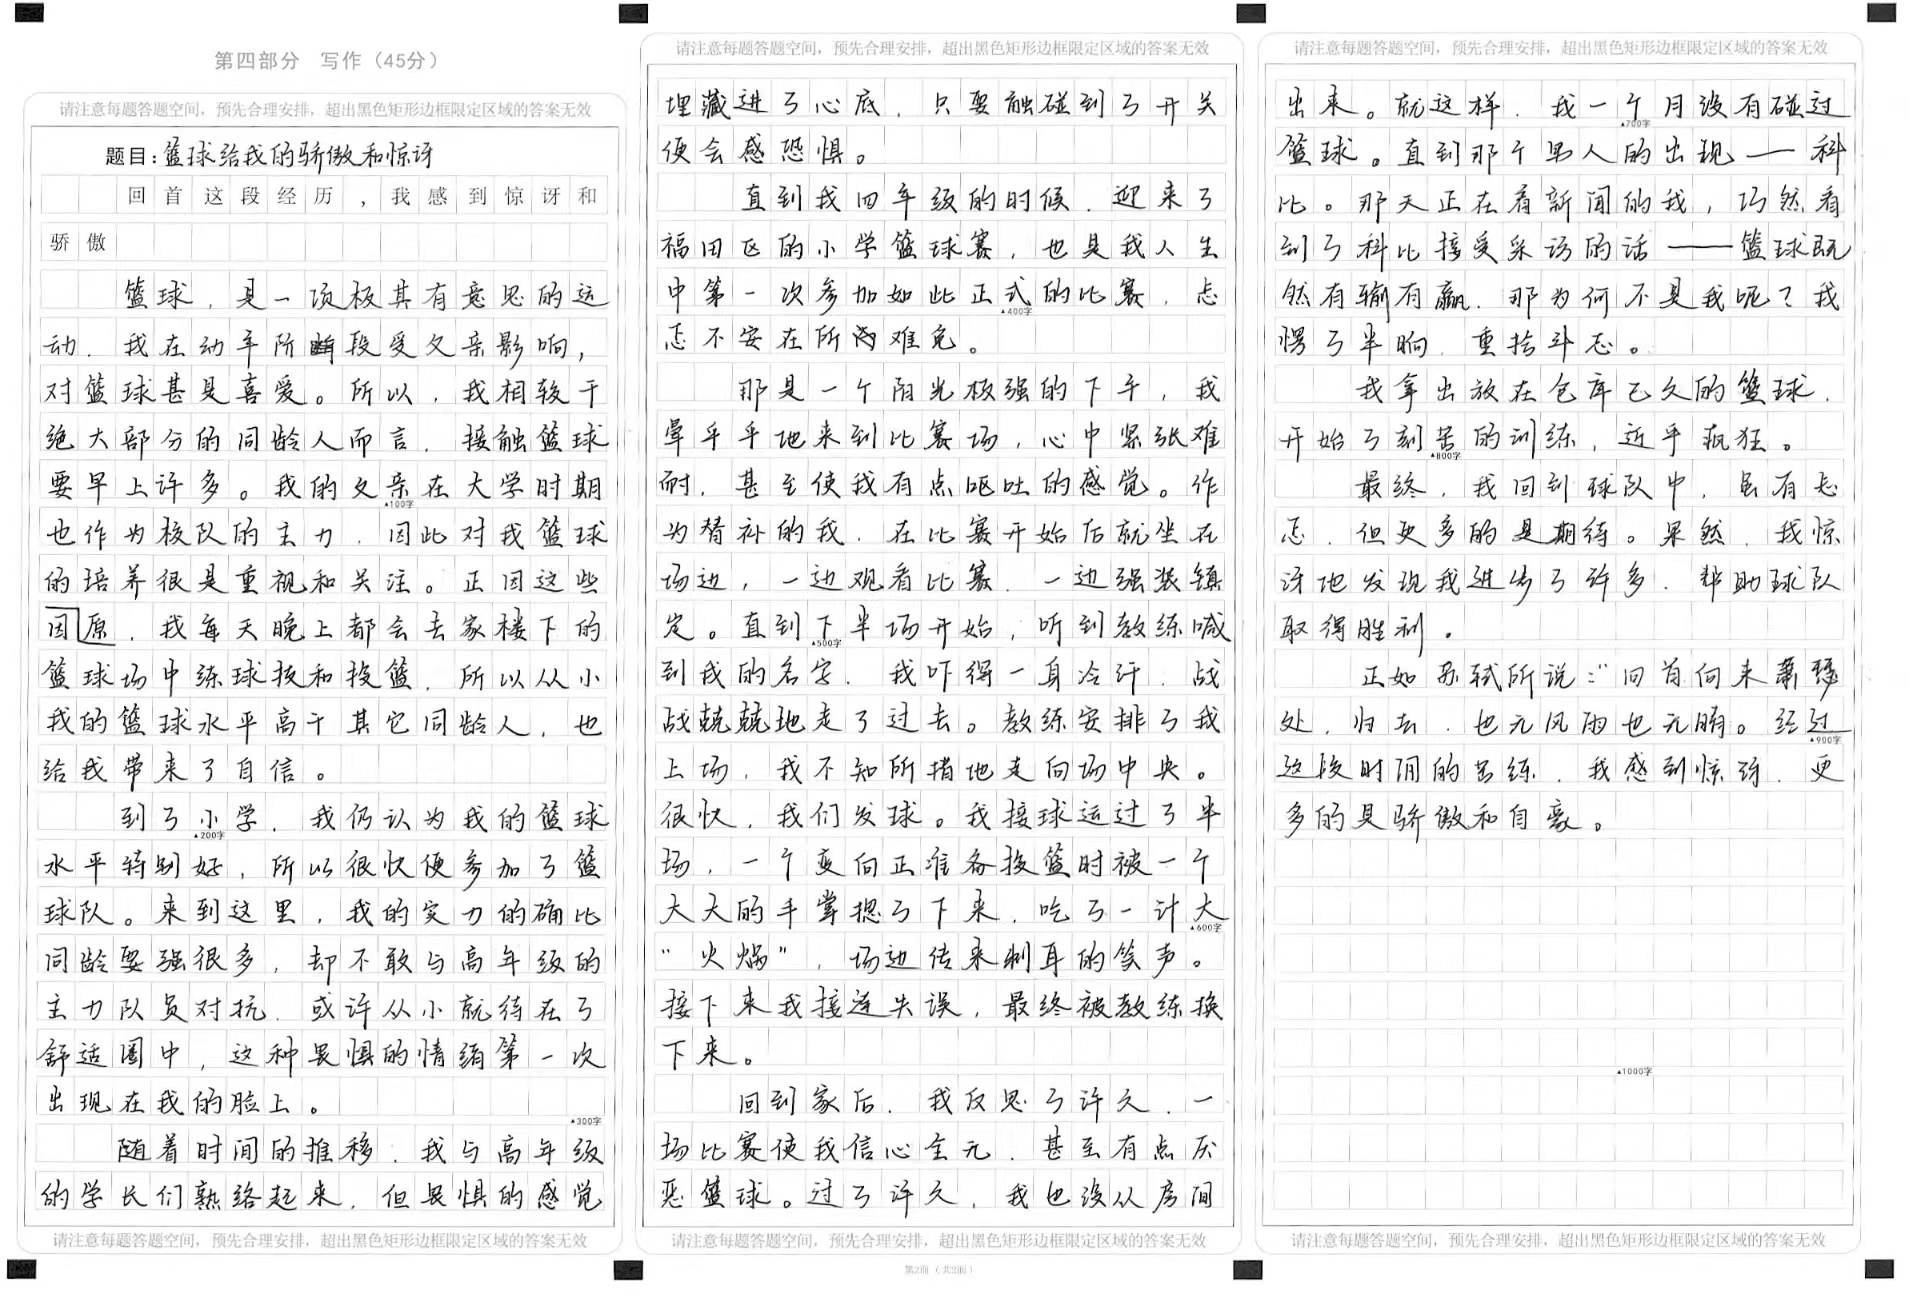 第四部分 写作（45分）
请注意每题答题空间，预先合理安排，超出黑色矩形边框限定区域的答案无效
题目：篮球给我的骄傲和惊讶
回首这段经历，我感到惊讶和
骄傲
篮球，是一项极其有意思的运
动．我在幼年阶段受父亲影响，
对篮球甚是喜爱。所以，我相较于
绝大部分的同龄人而言．接触篮球
要早上许多。我的父亲在大学时期
▲100字
也作为校队的主力．因此对我篮球
的培养很是重视和关注。正因这些
因原，我每天晚上都会去家楼下的
篮球场中练球技和投篮．所以从小
我的篮球水平高于其它同龄人，也
给我带来了自信。
到了小学．我仍认为我的篮球
▲200字
水平特别好，所以很快便参加了篮
球队。来到这里，我的实力的确比
同龄要强很多，却不敢与高年级的
主力队员对抗．或许从小就待在了
舒适圈中，这种畏惧的情绪第一次
出现在我的脸上。
▲300字
随着时间的推移．我与高年级
的学长们熟络起来．但畏惧的感觉
请注意每题答题空间，预先合理安排，超出黑色矩形边框限定区域的答案无效
请注意每题答题空间，预先合理安排，超出黑色矩形边框限定区域的答案无效
埋藏进了心底．只要触碰到了开关
便会感恐惧。
直到我四年级的时候．迎来了
福田区的小学篮球赛，也是我人生
中第一次参加如此正式的比赛．忐
▲400字
忑不安在所难免。
那是一个阳光极强的下午，我
晕乎乎地来到比赛场，心中紧张难
耐．甚至使我有点呕吐的感觉。作
为替补的我．在比赛开始后就坐在
场边，一边观看比赛．一边强装镇
定。直到下半场开始，听到教练喊
▲500字
到我的名字．我吓得一身冷汗．战
战兢兢地走了过去。教练安排了我
上场，我不知所措地走向场中央。
很快，我们发球。我接球运过了半
场．一个变向正准备投篮时被一个
大大的手掌摁了下来．吃了一计大
▲600字
“火锅”，场边传来刺耳的笑声。
接下来我接连失误，最终被教练换
下来。
回到家后．我反思了许久．一
场比赛使我信心全无．甚至有点厌
恶篮球。过了许久，我也没从房间
请注意每题答题空间，预先合理安排，超出黑色矩形边框限定区域的答案无效
第2面（共2面）
请注意每题答题空间，预先合理安排，超出黑色矩形边框限定区域的答案无效
出来。就这样．我一个月没有碰过
▲700字
篮球。直到那个男人的出现——科
比。那天正在看新闻的我，巧然看
到了科比接受采访的话——篮球既
然有输有赢．那为何不是我呢？我
愣了半晌．重拾斗志。
我拿出放在仓库已久的篮球．
开始了刻苦的训练，近乎疯狂。
▲800字
最终，我回到球队中．虽有忐
忑．但更多的是期待。果然．我惊
讶地发现我进步了许多．帮助球队
取得胜利。
正如苏轼所说：“回首向来萧瑟
处．归去．也无风雨也无晴。经过
▲900字
这段时间的苦练．我感到惊讶．更
多的是骄傲和自豪。
▲1000字
请注意每题答题空间，预先合理安排，超出黑色矩形边框限定区域的答案无效